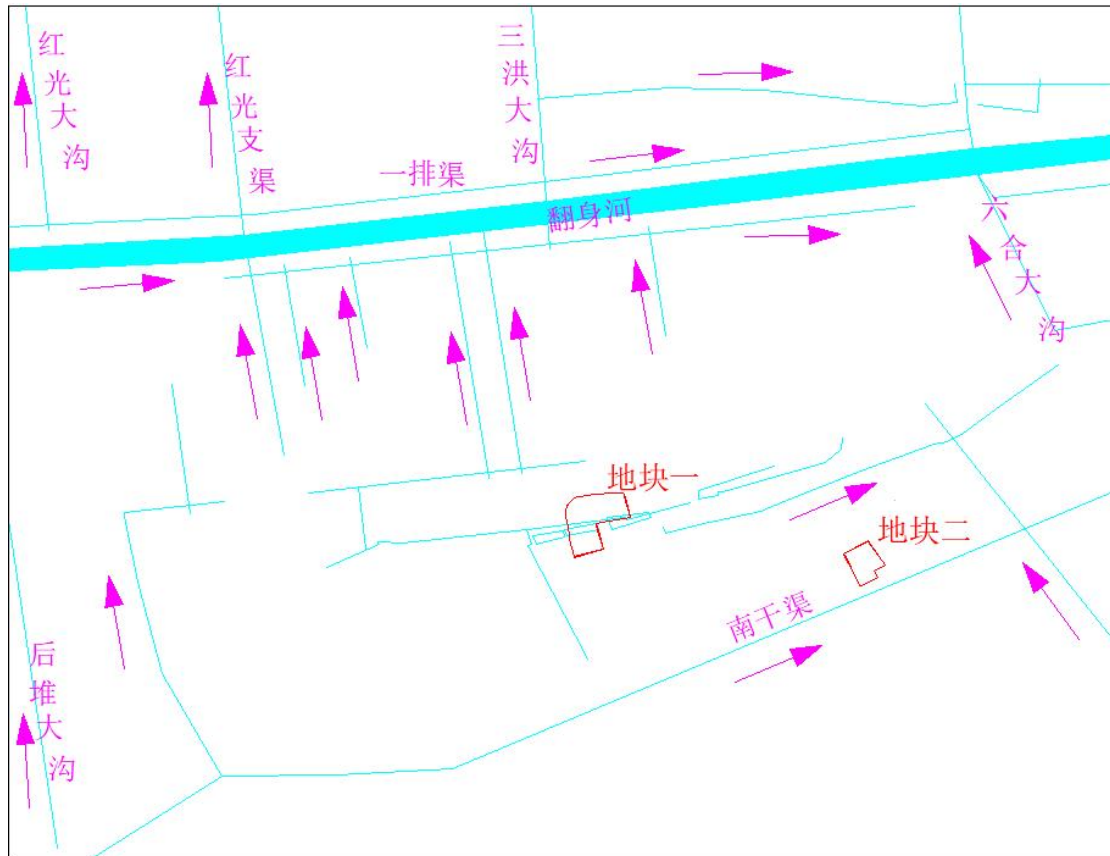 红光大沟
红光支渠
三洪大沟
一排渠
翻身河
六合大沟
地块一
地块二
南干渠
后堆大沟